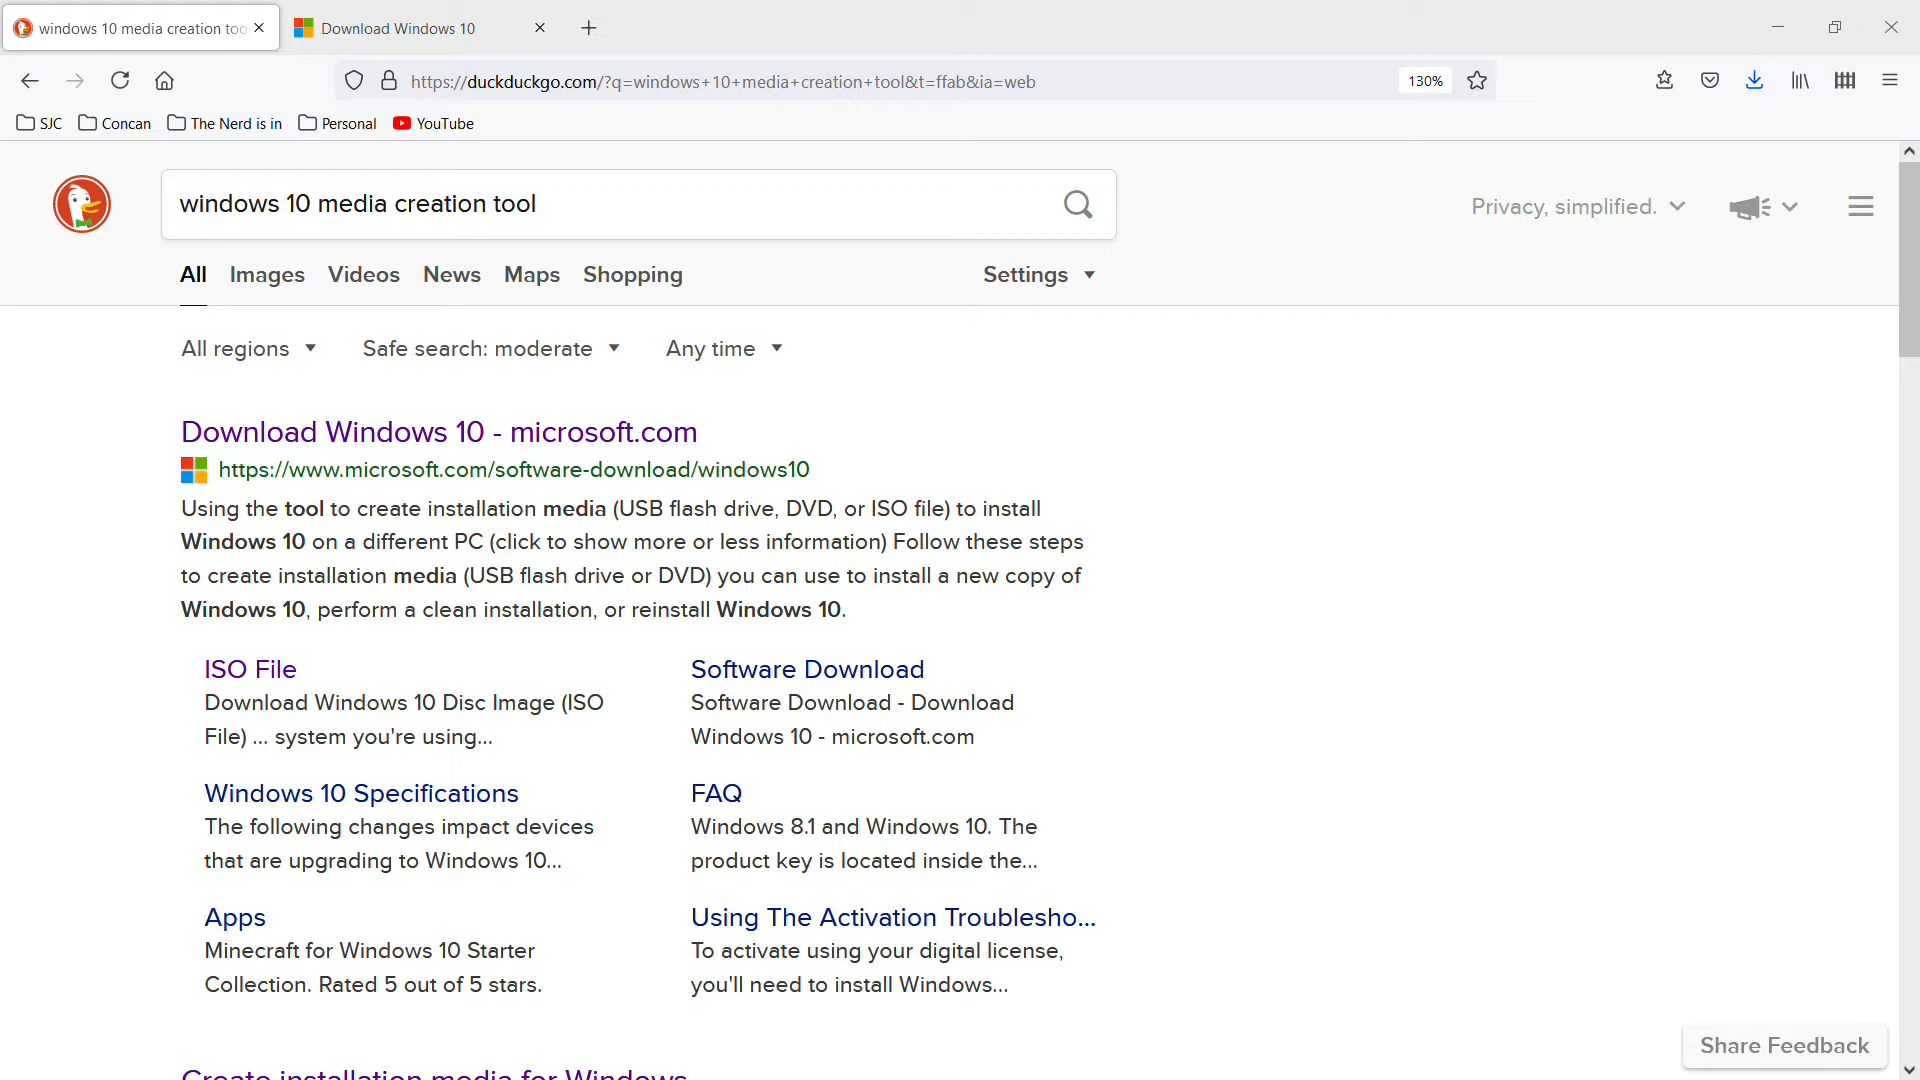 windows 10 media creation too
Download Windows 10
https://duckduckgo.com/?q=windows+10+media+creation+tool&t=ffab&ia=web
130%
SJC
Concan
The Nerd is in
Personal
YouTube
windows 10 media creation tool
Privacy, simplified.
All
Images
Videos
News
Maps
Shopping
Settings
All regions
Safe search: moderate
Any time
Download Windows 10 - microsoft.com
https://www.microsoft.com/software-download/windows10
Using the tool to create installation media (USB flash drive, DVD, or ISO file) to install
Windows 10 on a different PC (click to show more or less information) Follow these steps
to create installation media (USB flash drive or DVD) you can use to install a new copy of
Windows 10, perform a clean installation, or reinstall Windows 10.
ISO File
Download Windows 10 Disc Image (ISO
File) ... system you're using...
Software Download
Software Download - Download
Windows 10 - microsoft.com
Windows 10 Specifications
The following changes impact devices
that are upgrading to Windows 10...
FAQ
Windows 8.1 and Windows 10. The
product key is located inside the...
Apps
Minecraft for Windows 10 Starter
Collection. Rated 5 out of 5 stars.
Using The Activation Troublesho...
To activate using your digital license,
you'll need to install Windows...
Share Feedback
Create installation media for Windows